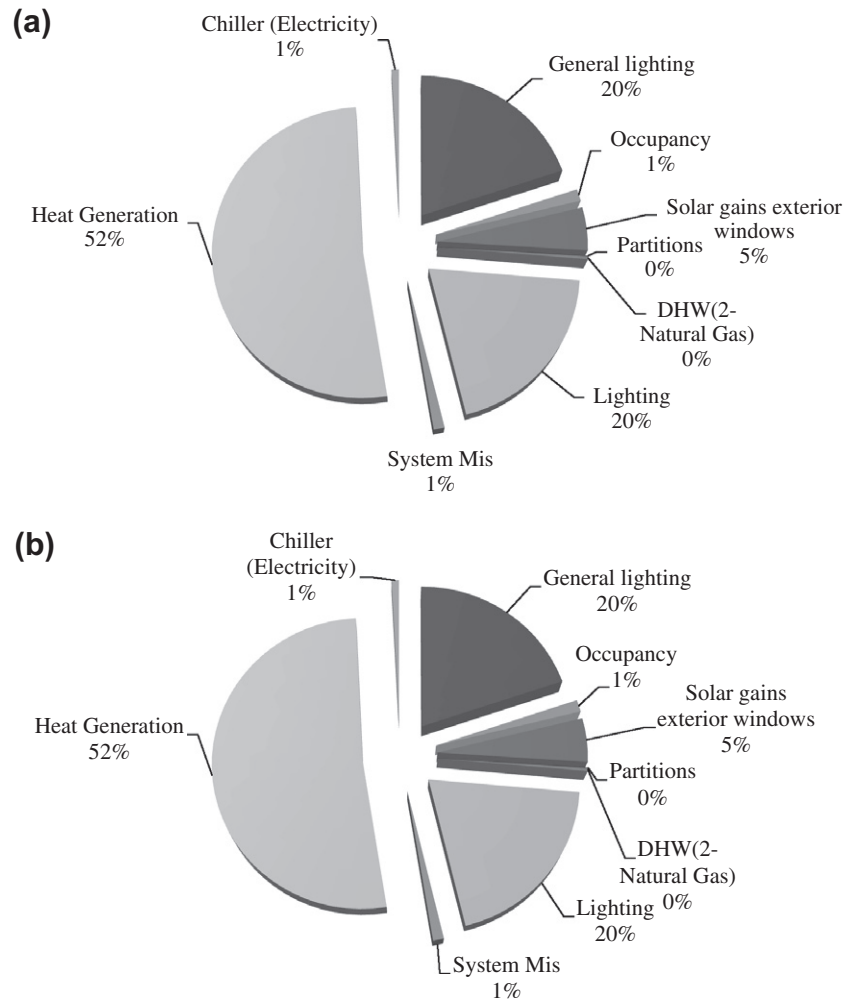 (a)
Chiller (Electricity)
1%
General lighting
20%
Occupancy
1%
Solar gains exterior
windows
5%
Partitions
0%
DHW(2-
Natural Gas)
0%
Lighting
20%
System Mis
1%
Heat Generation
52%
(b)
Chiller
(Electricity)
1%
General lighting
20%
Occupancy
1%
Solar gains
exterior windows
5%
Partitions
0%
DHW(2-
Natural Gas)
0%
Lighting
20%
System Mis
1%
Heat Generation
52%